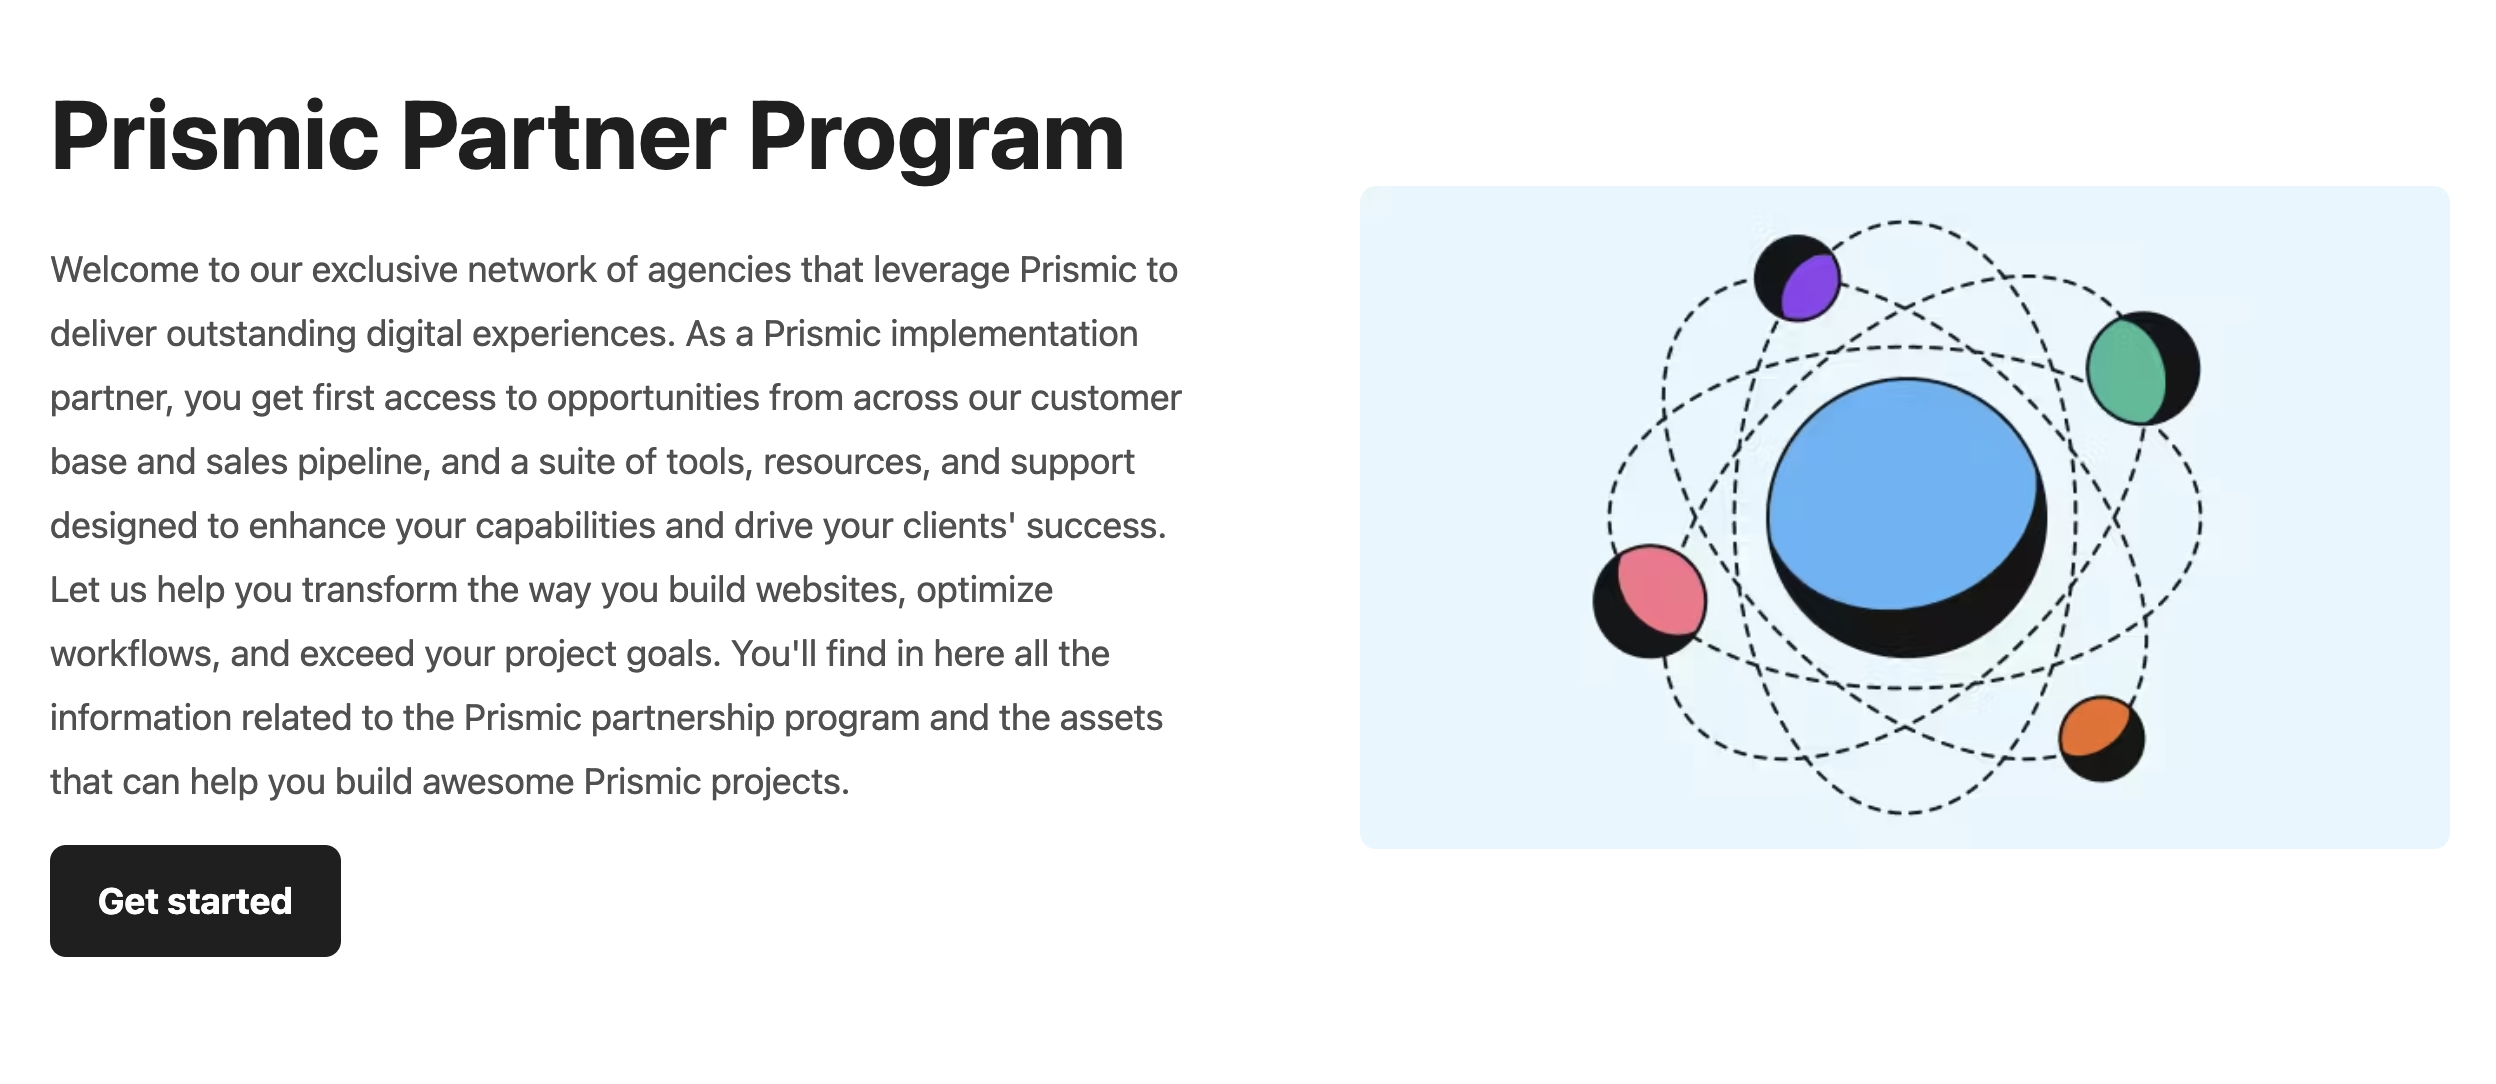 Prismic Partner Program
Welcome to our exclusive network of agencies that leverage Prismic to
deliver outstanding digital experiences. As a Prismic implementation
partner, you get first access to opportunities from across our customer
base and sales pipeline, and a suite of tools, resources, and support
designed to enhance your capabilities and drive your clients' success.
Let us help you transform the way you build websites, optimize
workflows, and exceed your project goals. You'll find in here all the
information related to the Prismic partnership program and the assets
that can help you build awesome Prismic projects.
Get started